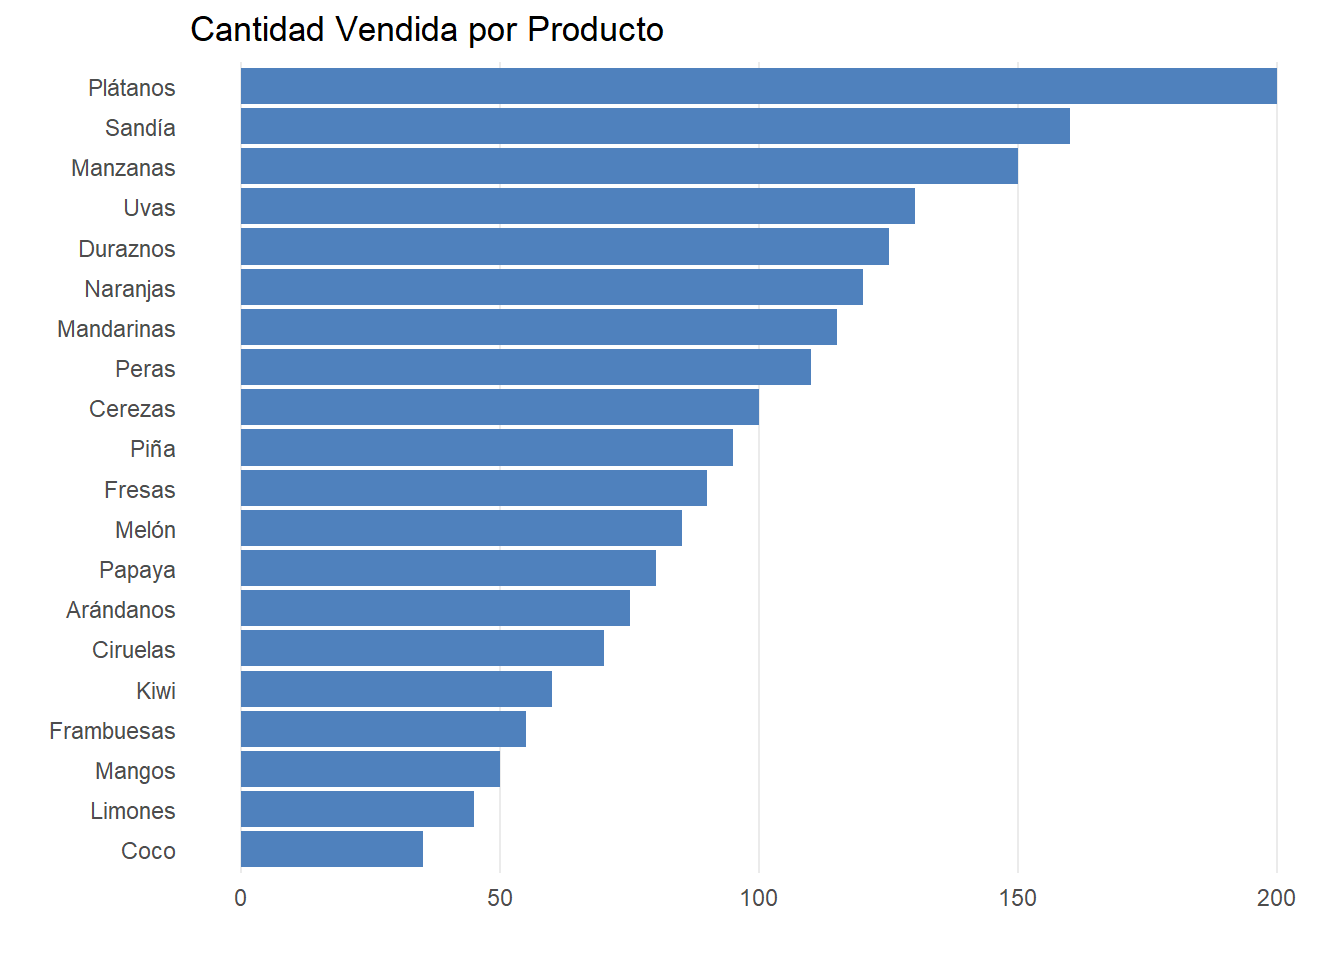 Cantidad Vendida por Producto
Plátanos
Sandía
Manzanas
Uvas
Duraznos
Naranjas
Mandarinas
Peras
Cerezas
Piña
Fresas
Melón
Papaya
Arándanos
Ciruelas
Kiwi
Frambuesas
Mangos
Limones
Coco
0 50 100 150 200